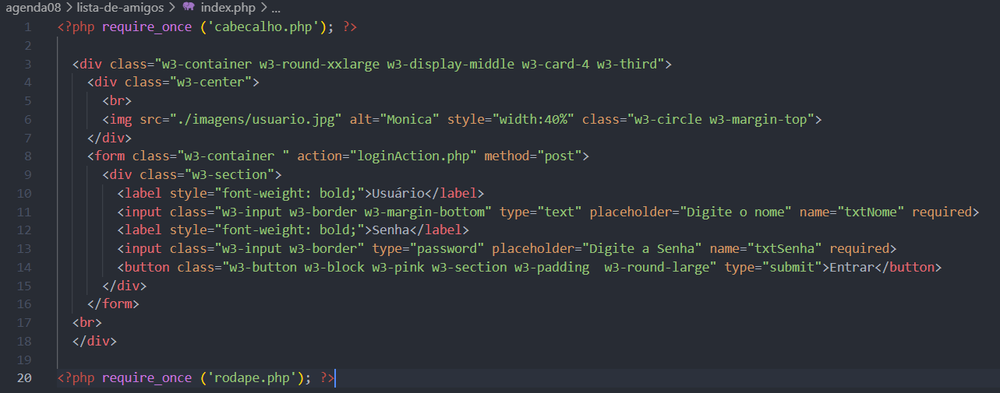 agenda08 > lista-de-amigos > index.php > ...
1 <?php require_once ('cabecalho.php'); ?>
2
3 <div class="w3-container w3-round-xxlarge w3-display-middle w3-card-4 w3-third">
4 <div class="w3-center">
5 <br>
6 <img src="./imagens/usuario.jpg" alt="Monica" style="width:40%" class="w3-circle w3-margin-top">
7 </div>
8 <form class="w3-container " action="loginAction.php" method="post">
9 <div class="w3-section">
10 <label style="font-weight: bold;">Usuário</label>
11 <input class="w3-input w3-border w3-margin-bottom" type="text" placeholder="Digite o nome" name="txtNome" required>
12 <label style="font-weight: bold;">Senha</label>
13 <input class="w3-input w3-border" type="password" placeholder="Digite a Senha" name="txtSenha" required>
14 <button class="w3-button w3-block w3-pink w3-section w3-padding  w3-round-large" type="submit">Entrar</button>
15 </div>
16 </form>
17 <br>
18 </div>
19
20 <?php require_once ('rodape.php'); ?>